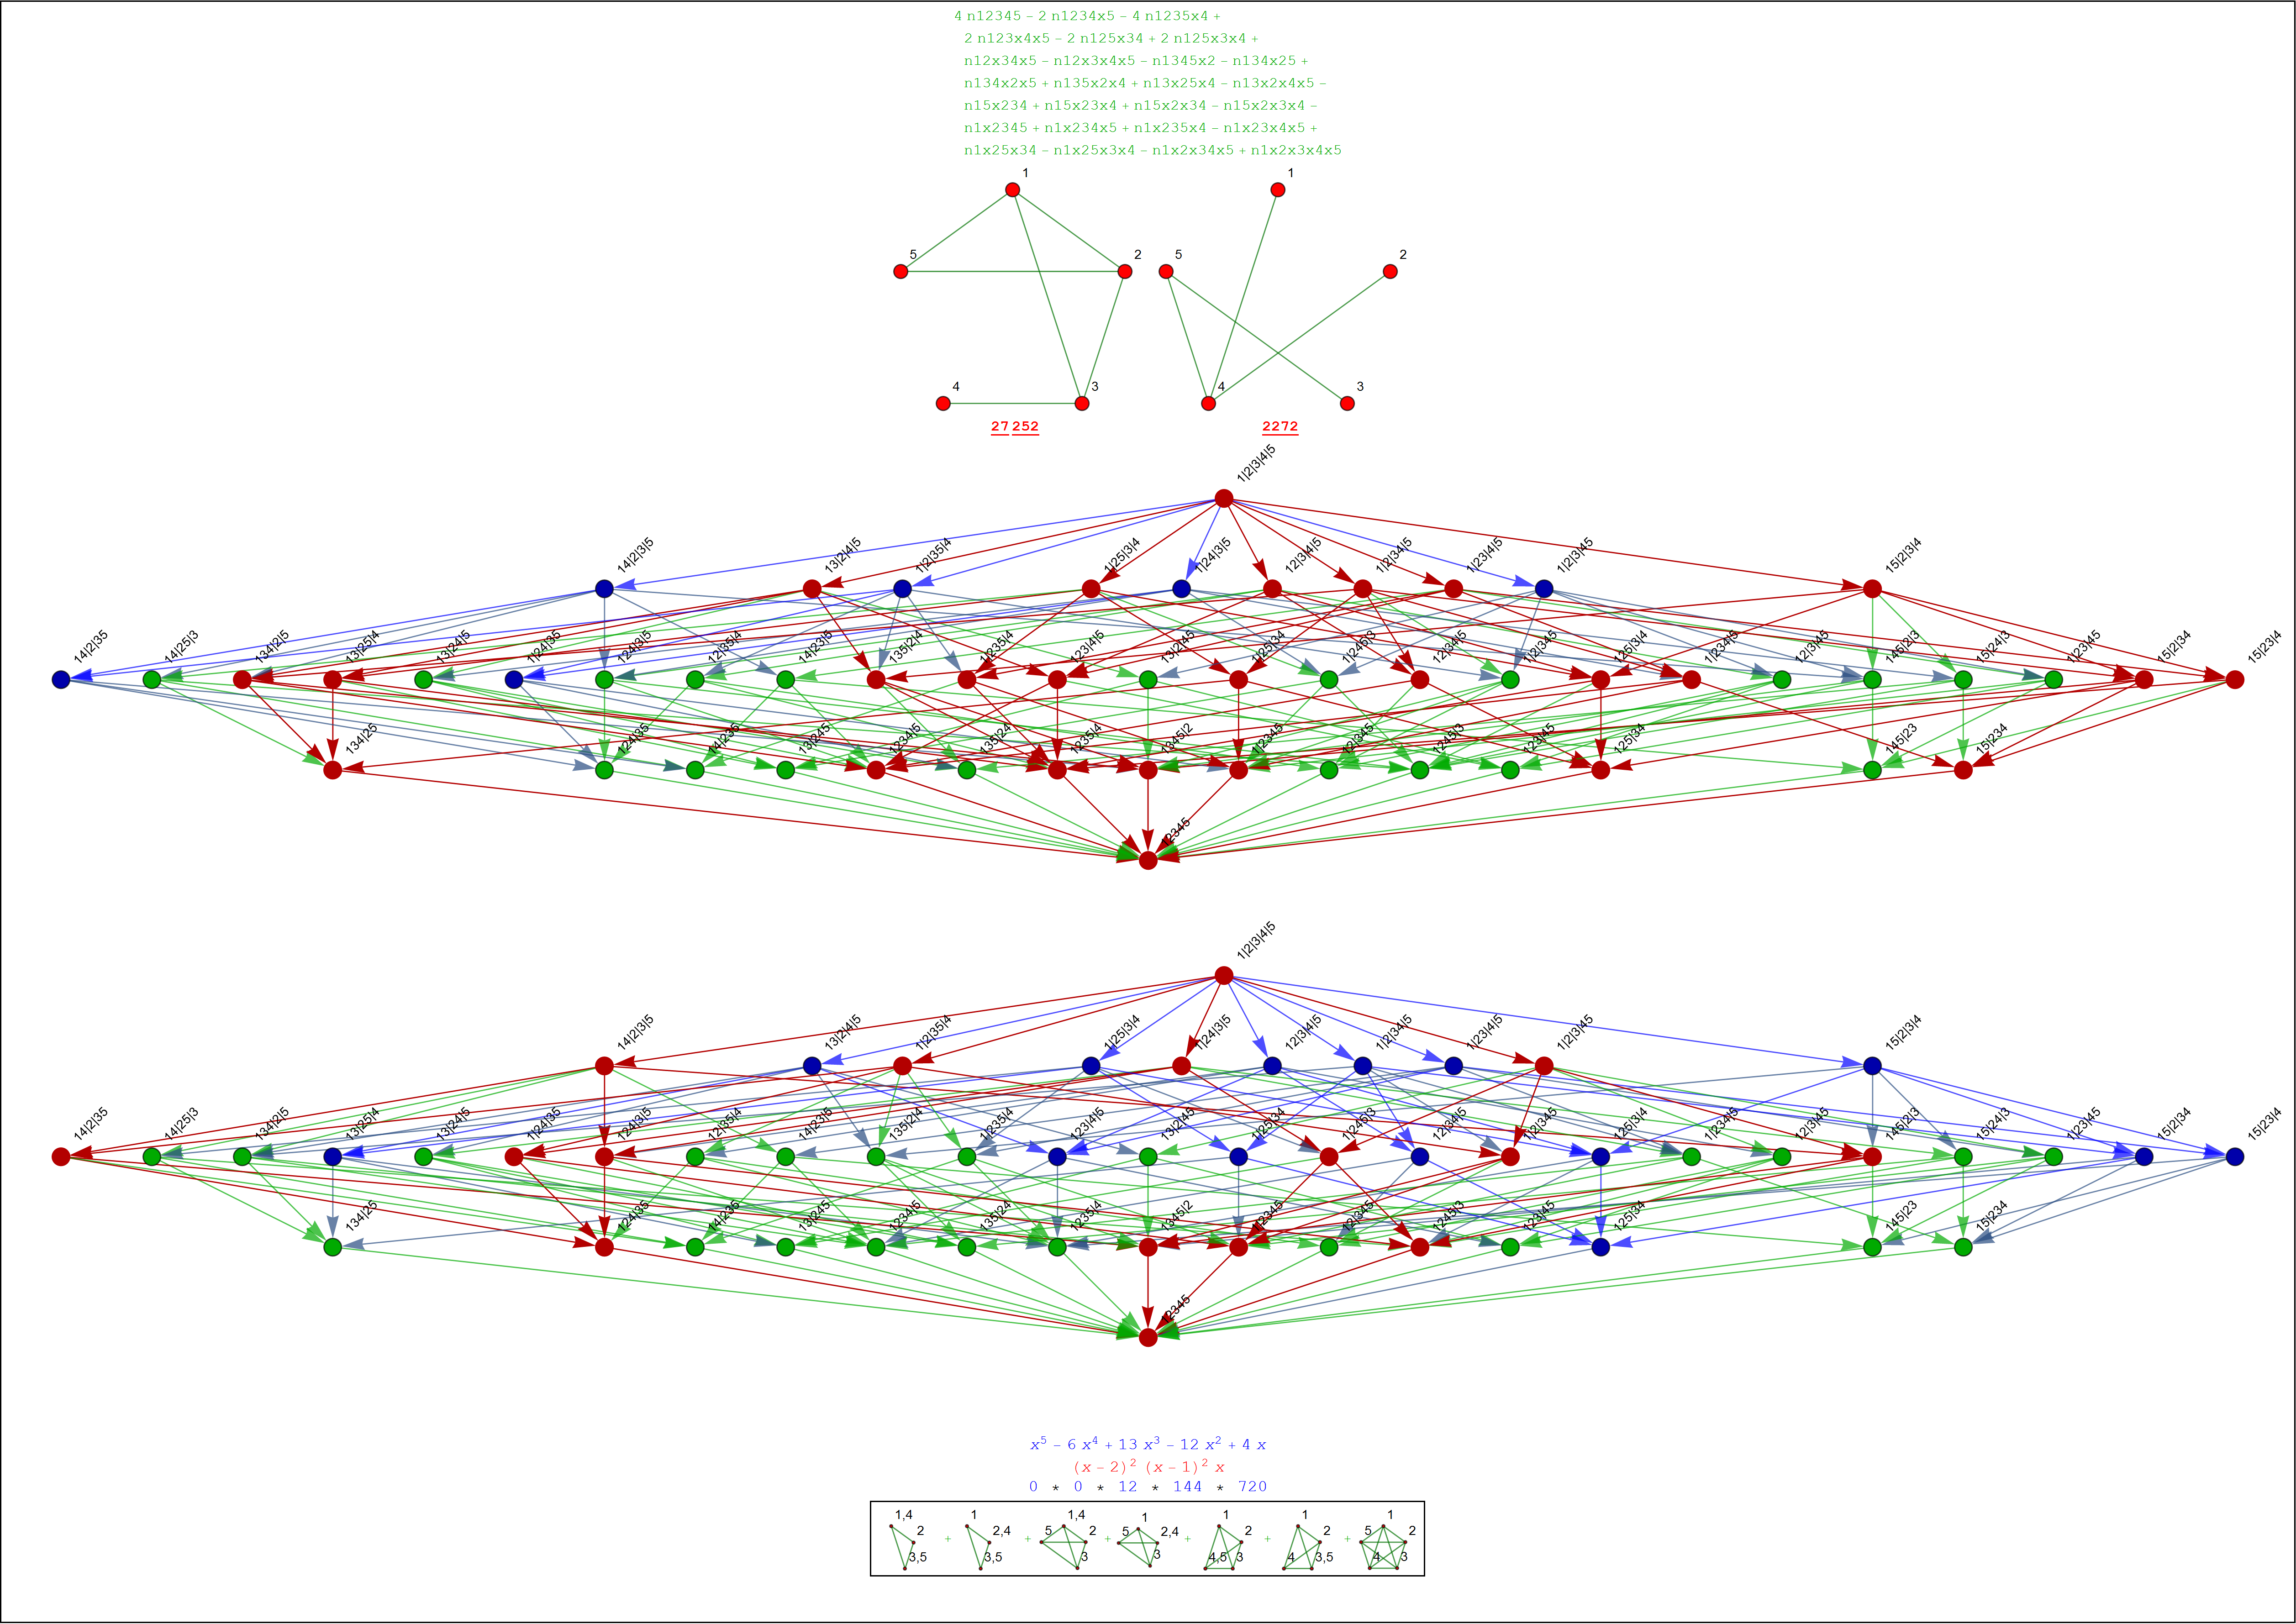 4 n12345 − 2 n1234x5 − 4 n1235x4 +
2 n123x4x5 − 2 n125x34 + 2 n125x3x4 +
n12x34x5 − n12x3x4x5 − n1345x2 − n134x25 +
n134x2x5 + n135x2x4 + n13x25x4 − n13x2x4x5 −
n15x234 + n15x23x4 + n15x2x34 − n15x2x3x4 −
n1x2345 + n1x234x5 + n1x235x4 − n1x23x4x5 +
n1x25x34 − n1x25x3x4 − n1x2x34x5 + n1x2x3x4x5
1 1
5 2 5 2
4 3 4 3
27 252 2272
1|2|3|4|5
14|2|3|5 13|2|4|5 1|2|35|4 1|25|3|4 1|24|3|5 12|3|4|5 1|2|34|5 1|23|4|5 1|2|3|45 15|2|3|4
14|2|35 14|25|3 134|2|5 13|25|4 13|24|5 1|24|35 124|3|5 12|35|4 14|23|5 135|2|4 1|235|4 123|4|5 13|2|45 1|25|34 1|245|3 12|34|5 1|2|345 125|3|4 1|234|5 12|3|45 145|2|3 15|24|3 1|23|45 15|2|34 15|23|4
134|25 124|35 14|235 13|245 1234|5 135|24 1235|4 1345|2 1|2345 12|345 1245|3 123|45 125|34 145|23 15|234
12345
1|2|3|4|5
14|2|3|5 13|2|4|5 1|2|35|4 1|25|3|4 1|24|3|5 12|3|4|5 1|2|34|5 1|23|4|5 1|2|3|45 15|2|3|4
14|2|35 14|25|3 134|2|5 13|25|4 13|24|5 1|24|35 124|3|5 12|35|4 14|23|5 135|2|4 1|235|4 123|4|5 13|2|45 1|25|34 1|245|3 12|34|5 1|2|345 125|3|4 1|234|5 12|3|45 145|2|3 15|24|3 1|23|45 15|2|34 15|23|4
134|25 124|35 14|235 13|245 1234|5 135|24 1235|4 1345|2 1|2345 12|345 1245|3 123|45 125|34 145|23 15|234
12345
x⁵ − 6 x⁴ + 13 x³ − 12 x² + 4 x
(x − 2)² (x − 1)² x
0 * 0 * 12 * 144 * 720
1,4 2 3,5 + 1 2,4 3,5 + 1,4 5 2 3 + 1 5 2,4 3 + 1 2 4,5 3 + 1 2 4 3,5 + 1 5 2 4 3